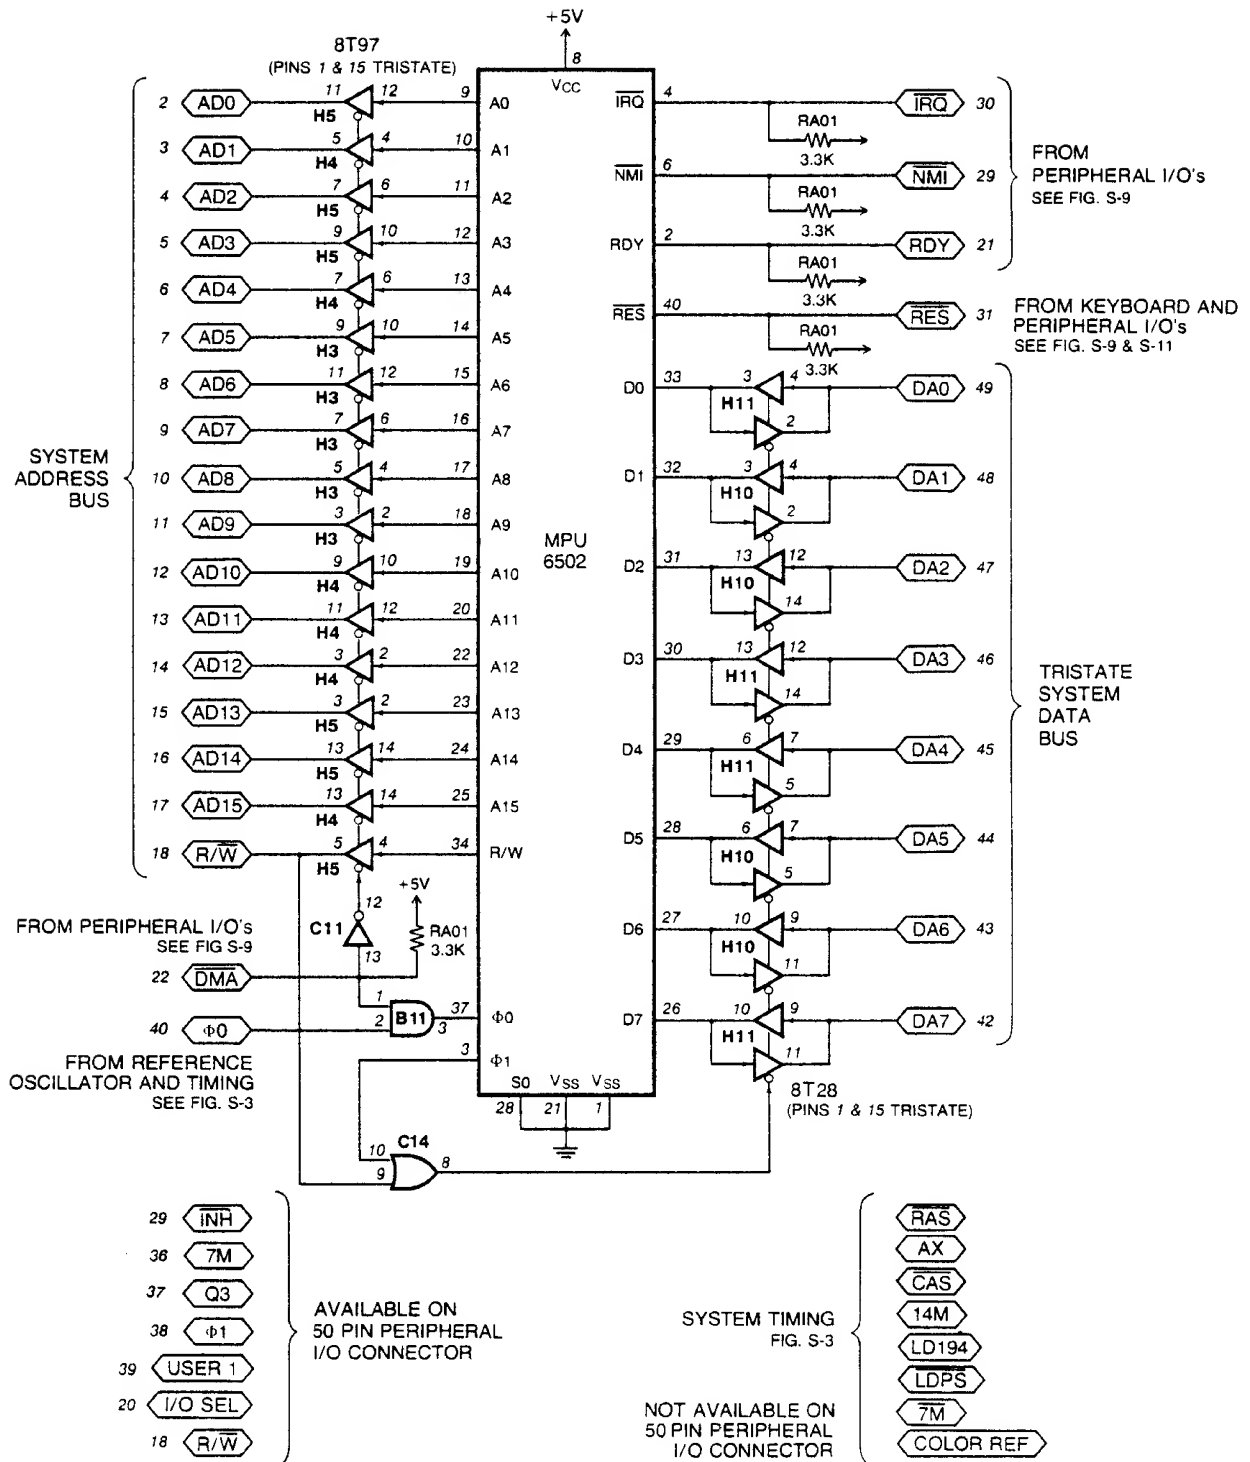 +5V
8
8T97
(PINS 1 & 15 TRISTATE)
VCC
2 AD0 11 12 9 A0
H5
3 AD1 5 4 10 A1
H4
4 AD2 7 6 11 A2
H5
5 AD3 9 10 12 A3
H5
6 AD4 7 6 13 A4
H4
7 AD5 9 10 14 A5
H3
8 AD6 11 12 15 A6
H3
9 AD7 7 6 16 A7
H3
10 AD8 5 4 17 A8
H3
11 AD9 3 2 18 A9
H3
12 AD10 9 10 19 A10
H4
13 AD11 11 12 20 A11
H4
14 AD12 3 2 22 A12
H4
15 AD13 3 2 23 A13
H5
16 AD14 13 14 24 A14
H5
17 AD15 13 14 25 A15
H4
18 R/W 5 4 34 R/W
H5
SYSTEM
ADDRESS
BUS
MPU
6502
IRQ 4 IRQ 30
RA01
3.3K
NMI 6 NMI 29
RA01
3.3K
RDY 2 RDY 21
RA01
3.3K
RES 40 RES 31
RA01
3.3K
FROM
PERIPHERAL I/O's
SEE FIG. S-9
FROM KEYBOARD AND
PERIPHERAL I/O's
SEE FIG. S-9 & S-11
D0 33 3 4 DA0 49
H11
2
D1 32 3 4 DA1 48
H10
2
D2 31 13 12 DA2 47
H10
14
D3 30 13 12 DA3 46
H11
14
D4 29 6 7 DA4 45
H11
5
D5 28 6 7 DA5 44
H10
5
D6 27 10 9 DA6 43
H10
11
D7 26 10 9 DA7 42
H11
11
TRISTATE
SYSTEM
DATA
BUS
8T28
(PINS 1 & 15 TRISTATE)
+5V
12
C11
13
RA01
3.3K
FROM PERIPHERAL I/O's
SEE FIG S-9
22 DMA
1
40 Φ0 2 B11 3 37 Φ0
3 Φ1
FROM REFERENCE
OSCILLATOR AND TIMING
SEE FIG. S-3
S0 VSS VSS
28 21 1
C14
10
9
8
29 INH
36 7M
37 Q3
38 Φ1
39 USER 1
20 I/O SEL
18 R/W
AVAILABLE ON
50 PIN PERIPHERAL
I/O CONNECTOR
SYSTEM TIMING
FIG. S-3
NOT AVAILABLE ON
50 PIN PERIPHERAL
I/O CONNECTOR
RAS
AX
CAS
14M
LD194
LDPS
7M
COLOR REF